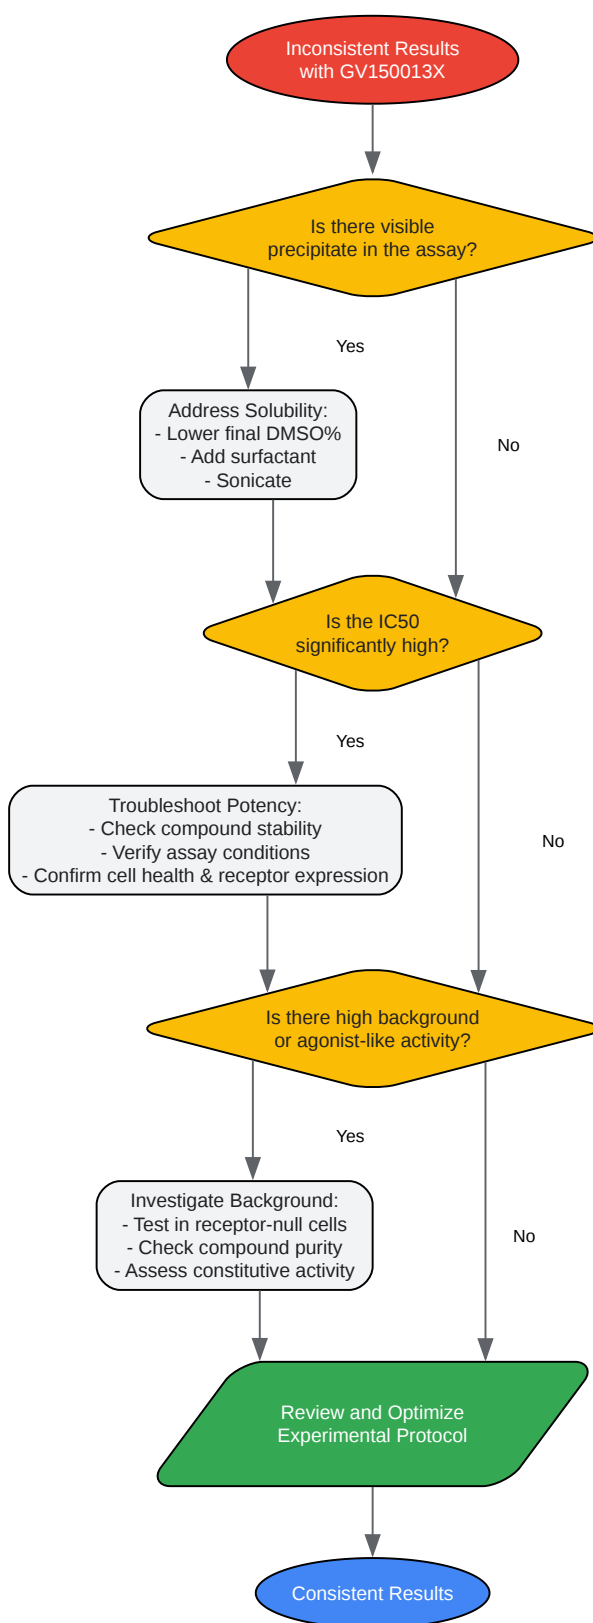 Inconsistent Results
with GV150013X
Is there visible
precipitate in the assay?
Yes
Address Solubility:
- Lower final DMSO%
- Add surfactant
- Sonicate
No
Is the IC50
significantly high?
Yes
Troubleshoot Potency:
- Check compound stability
- Verify assay conditions
- Confirm cell health & receptor expression
No
Is there high background
or agonist-like activity?
Yes
Investigate Background:
- Test in receptor-null cells
- Check compound purity
- Assess constitutive activity
No
Review and Optimize
Experimental Protocol
Consistent Results